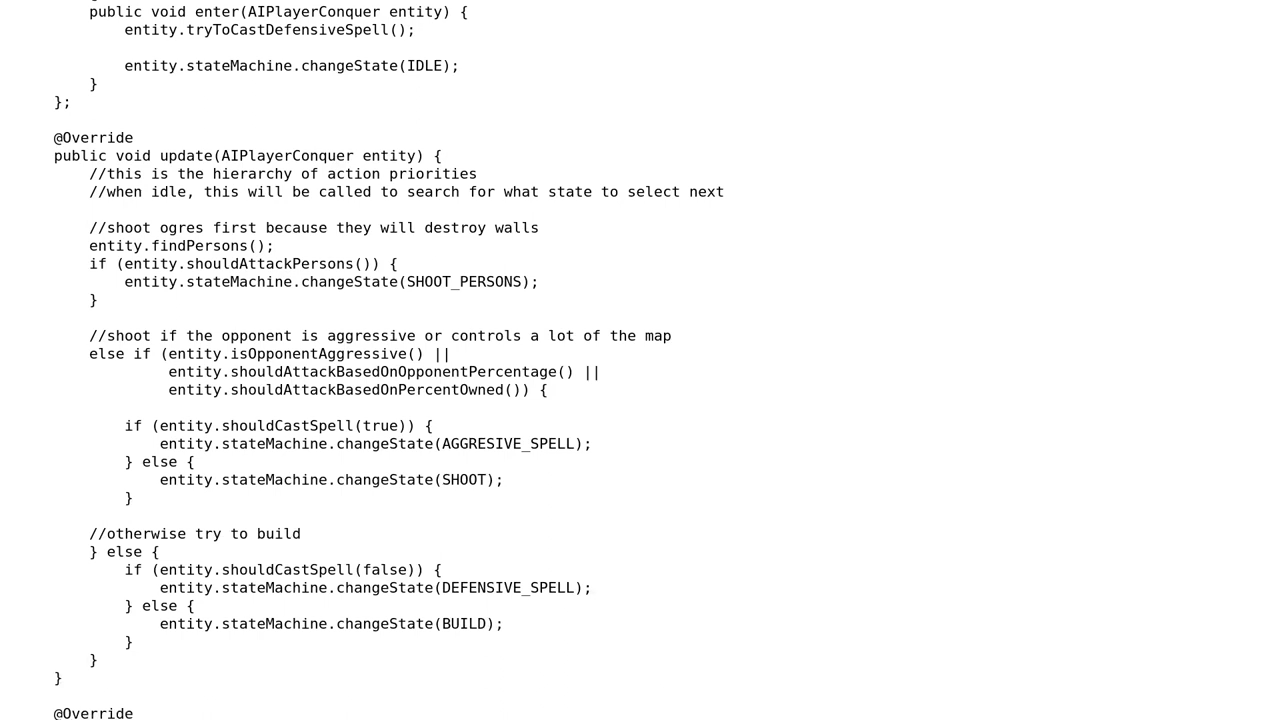 public void enter(AIPlayerConquer entity) {
entity.tryToCastDefensiveSpell();
entity.stateMachine.changeState(IDLE);
}
};
@Override
public void update(AIPlayerConquer entity) {
//this is the hierarchy of action priorities
//when idle, this will be called to search for what state to select next
//shoot ogres first because they will destroy walls
entity.findPersons();
if (entity.shouldAttackPersons()) {
entity.stateMachine.changeState(SHOOT_PERSONS);
}
//shoot if the opponent is aggressive or controls a lot of the map
else if (entity.isOpponentAggressive() ||
entity.shouldAttackBasedOnOpponentPercentage() ||
entity.shouldAttackBasedOnPercentOwned()) {
if (entity.shouldCastSpell(true)) {
entity.stateMachine.changeState(AGGRESIVE_SPELL);
} else {
entity.stateMachine.changeState(SHOOT);
}
//otherwise try to build
} else {
if (entity.shouldCastSpell(false)) {
entity.stateMachine.changeState(DEFENSIVE_SPELL);
} else {
entity.stateMachine.changeState(BUILD);
}
}
}
@Override